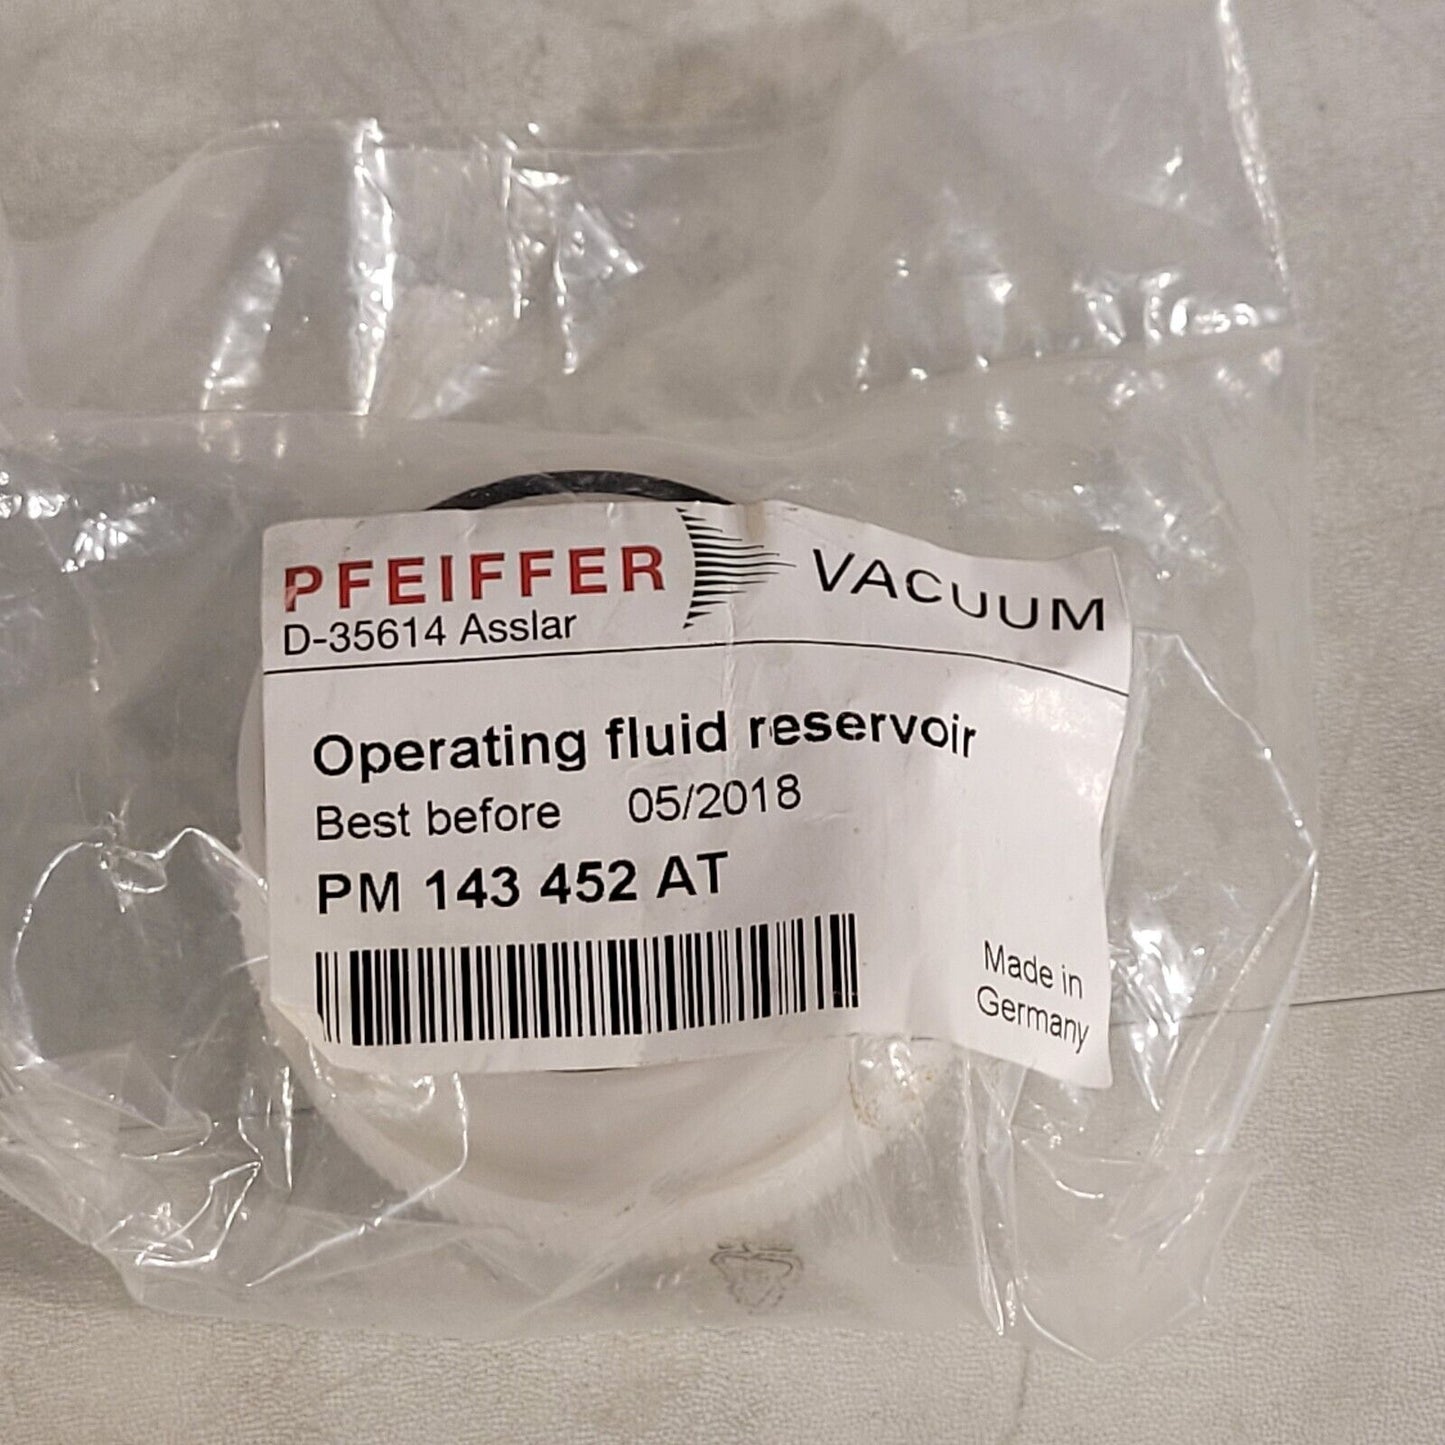 PFEIFFER VACUUM
D-35614 Asslar
Operating fluid reservoir
Best before 05/2018
PM 143 452 AT
Made in
Germany